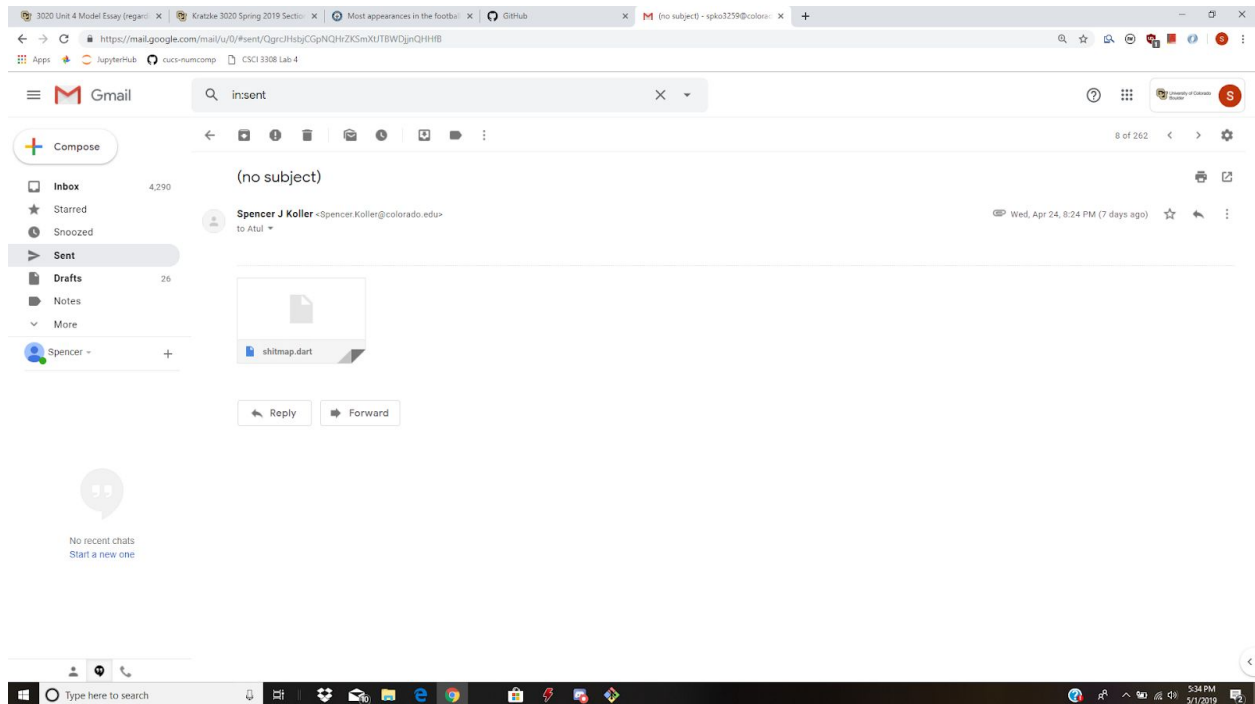 3020 Unit 4 Model Essay (regard
Kratzke 3020 Spring 2019 Sectio
Most appearances in the footbal
GitHub
(no subject) - spko3259@colorad
https://mail.google.com/mail/u/0/#sent/QgrcJHsbjCGpNQHrZKSmXtJTBWDjjnQHHfB
Apps
JupyterHub
cucs-numcomp
CSCI 3308 Lab 4
Gmail
in:sent
University of Colorado
Boulder
S
Compose
8 of 262
(no subject)
Inbox 4,290
Starred
Snoozed
Sent
Drafts 26
Notes
More
Spencer
Spencer J Koller <Spencer.Koller@colorado.edu>
Wed, Apr 24, 8:24 PM (7 days ago)
to Atul
shitmap.dart
Reply
Forward
No recent chats
Start a new one
Type here to search
5:34 PM
5/1/2019